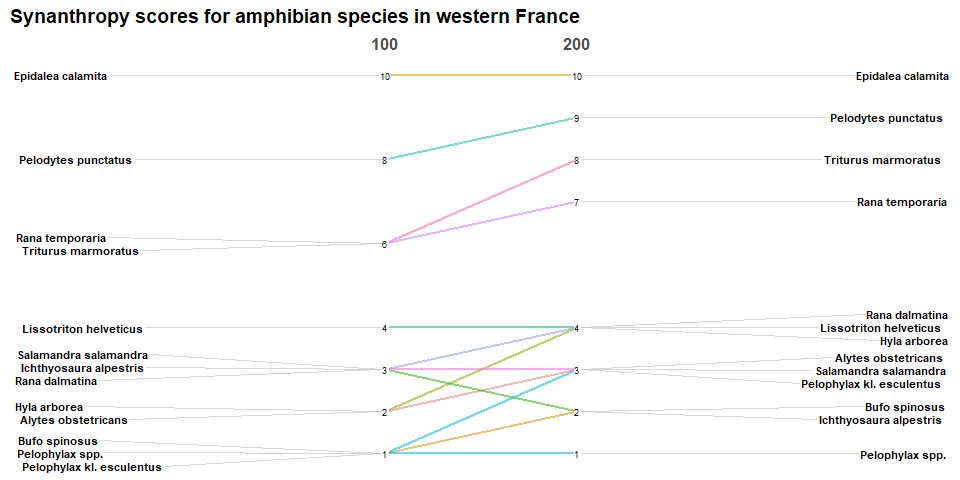 Synanthropy scores for amphibian species in western France
100 200
Epidalea calamita 10 10 Epidalea calamita
9 Pelodytes punctatus
Pelodytes punctatus 8 8 Triturus marmoratus
7 Rana temporaria
Rana temporaria
6
Triturus marmoratus
Rana dalmatina
Lissotriton helveticus 4 4 Lissotriton helveticus
Hyla arborea
Salamandra salamandra Alytes obstetricans
Ichthyosaura alpestris 3 3 Salamandra salamandra
Rana dalmatina Pelophylax kl. esculentus
Hyla arborea Bufo spinosus
2 2
Alytes obstetricans Ichthyosaura alpestris
Bufo spinosus
Pelophylax spp. 1 1 Pelophylax spp.
Pelophylax kl. esculentus